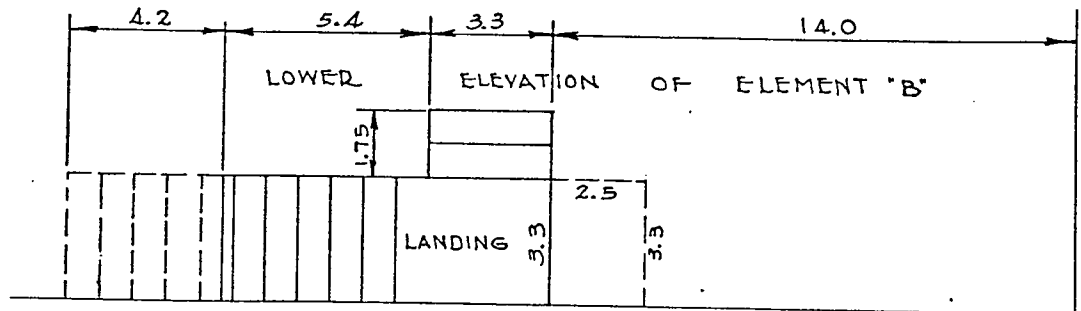 4.2 5.4 3.3 14.0
LOWER ELEVATION OF ELEMENT "B"
1.75
2.5
LANDING 3.3 3.3